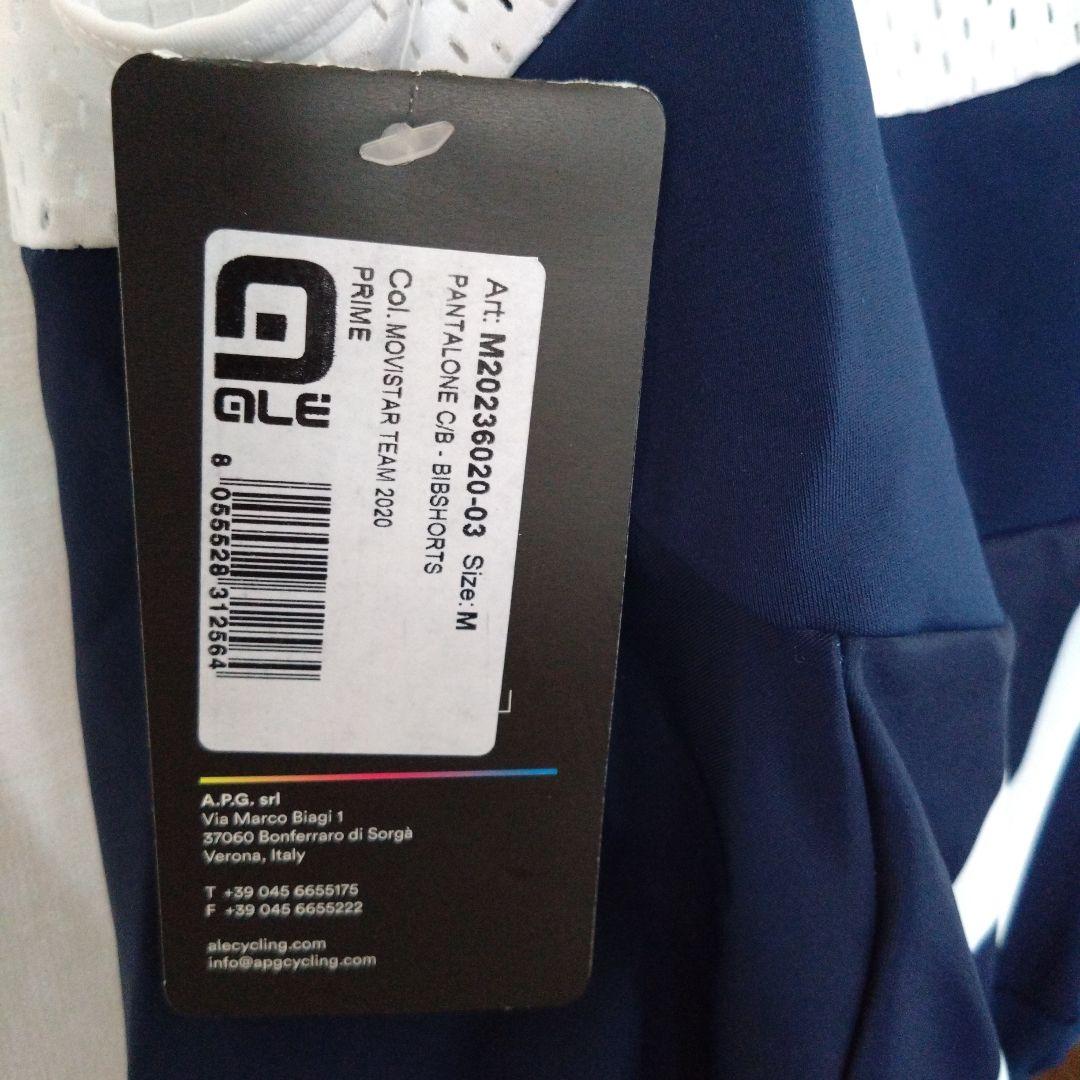 Art: M20236020-03 Size: M
PANTALONE C/B - BIBSHORTS
Col. MOVISTAR TEAM 2020
PRIME
ALÉ
8 055528 312564
A.P.G. srl
Via Marco Biagi 1
37060 Bonferraro di Sorgà
Verona, Italy
T +39 045 6655175
F +39 045 6655222
alecycling.com
info@apgcycling.com